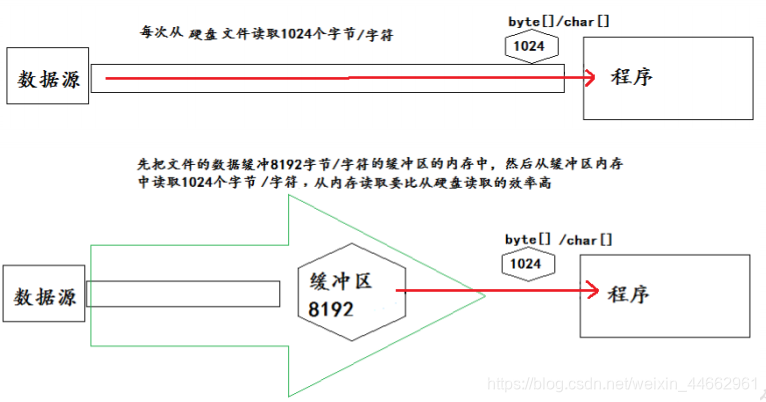 每次从 硬盘 文件读取1024个字节/字符
byte[]/char[]
1024
数据源
程序
先把文件的数据缓冲8192字节/字符的缓冲区的内存中，然后从缓冲区内存
中读取1024个字节/字符，从内存读取要比从硬盘读取的效率高
byte[] /char[]
1024
缓冲区
8192
数据源
程序
https://blog.csdn.net/weixin_44662961